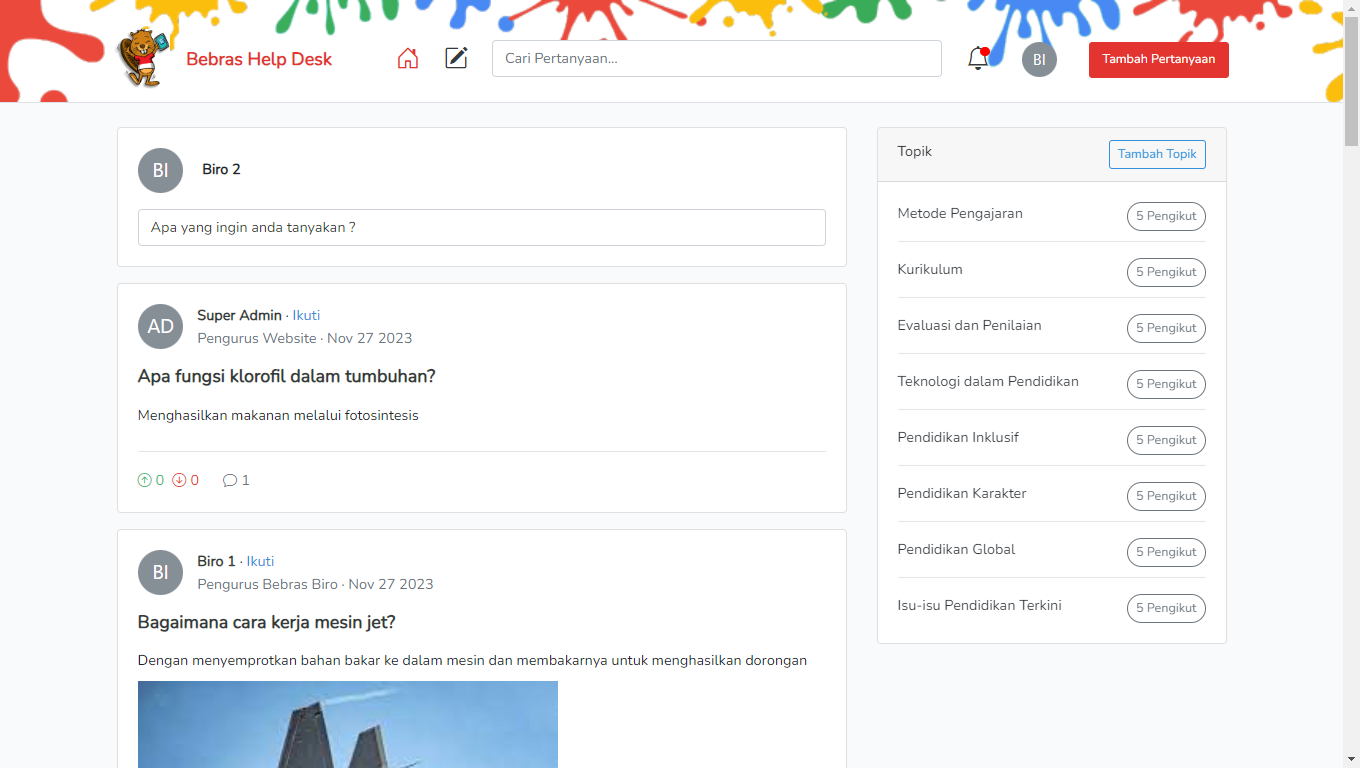 Bebras Help Desk
Cari Pertanyaan...
BI
Tambah Pertanyaan
BI
Biro 2
Apa yang ingin anda tanyakan ?
AD
Super Admin · Ikuti
Pengurus Website · Nov 27 2023
Apa fungsi klorofil dalam tumbuhan?
Menghasilkan makanan melalui fotosintesis
0 0 1
BI
Biro 1 · Ikuti
Pengurus Bebras Biro · Nov 27 2023
Bagaimana cara kerja mesin jet?
Dengan menyemprotkan bahan bakar ke dalam mesin dan membakarnya untuk menghasilkan dorongan
Topik
Tambah Topik
Metode Pengajaran 5 Pengikut
Kurikulum 5 Pengikut
Evaluasi dan Penilaian 5 Pengikut
Teknologi dalam Pendidikan 5 Pengikut
Pendidikan Inklusif 5 Pengikut
Pendidikan Karakter 5 Pengikut
Pendidikan Global 5 Pengikut
Isu-isu Pendidikan Terkini 5 Pengikut